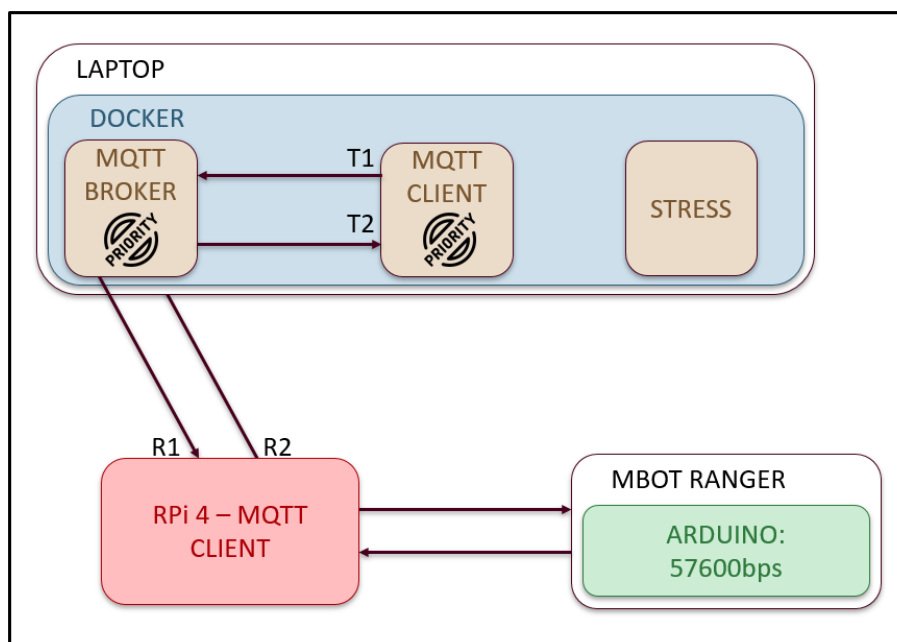 LAPTOP
DOCKER
MQTT
BROKER
PRIORITY
T1
T2
MQTT
CLIENT
PRIORITY
STRESS
R1
R2
RPi 4 – MQTT
CLIENT
MBOT RANGER
ARDUINO:
57600bps